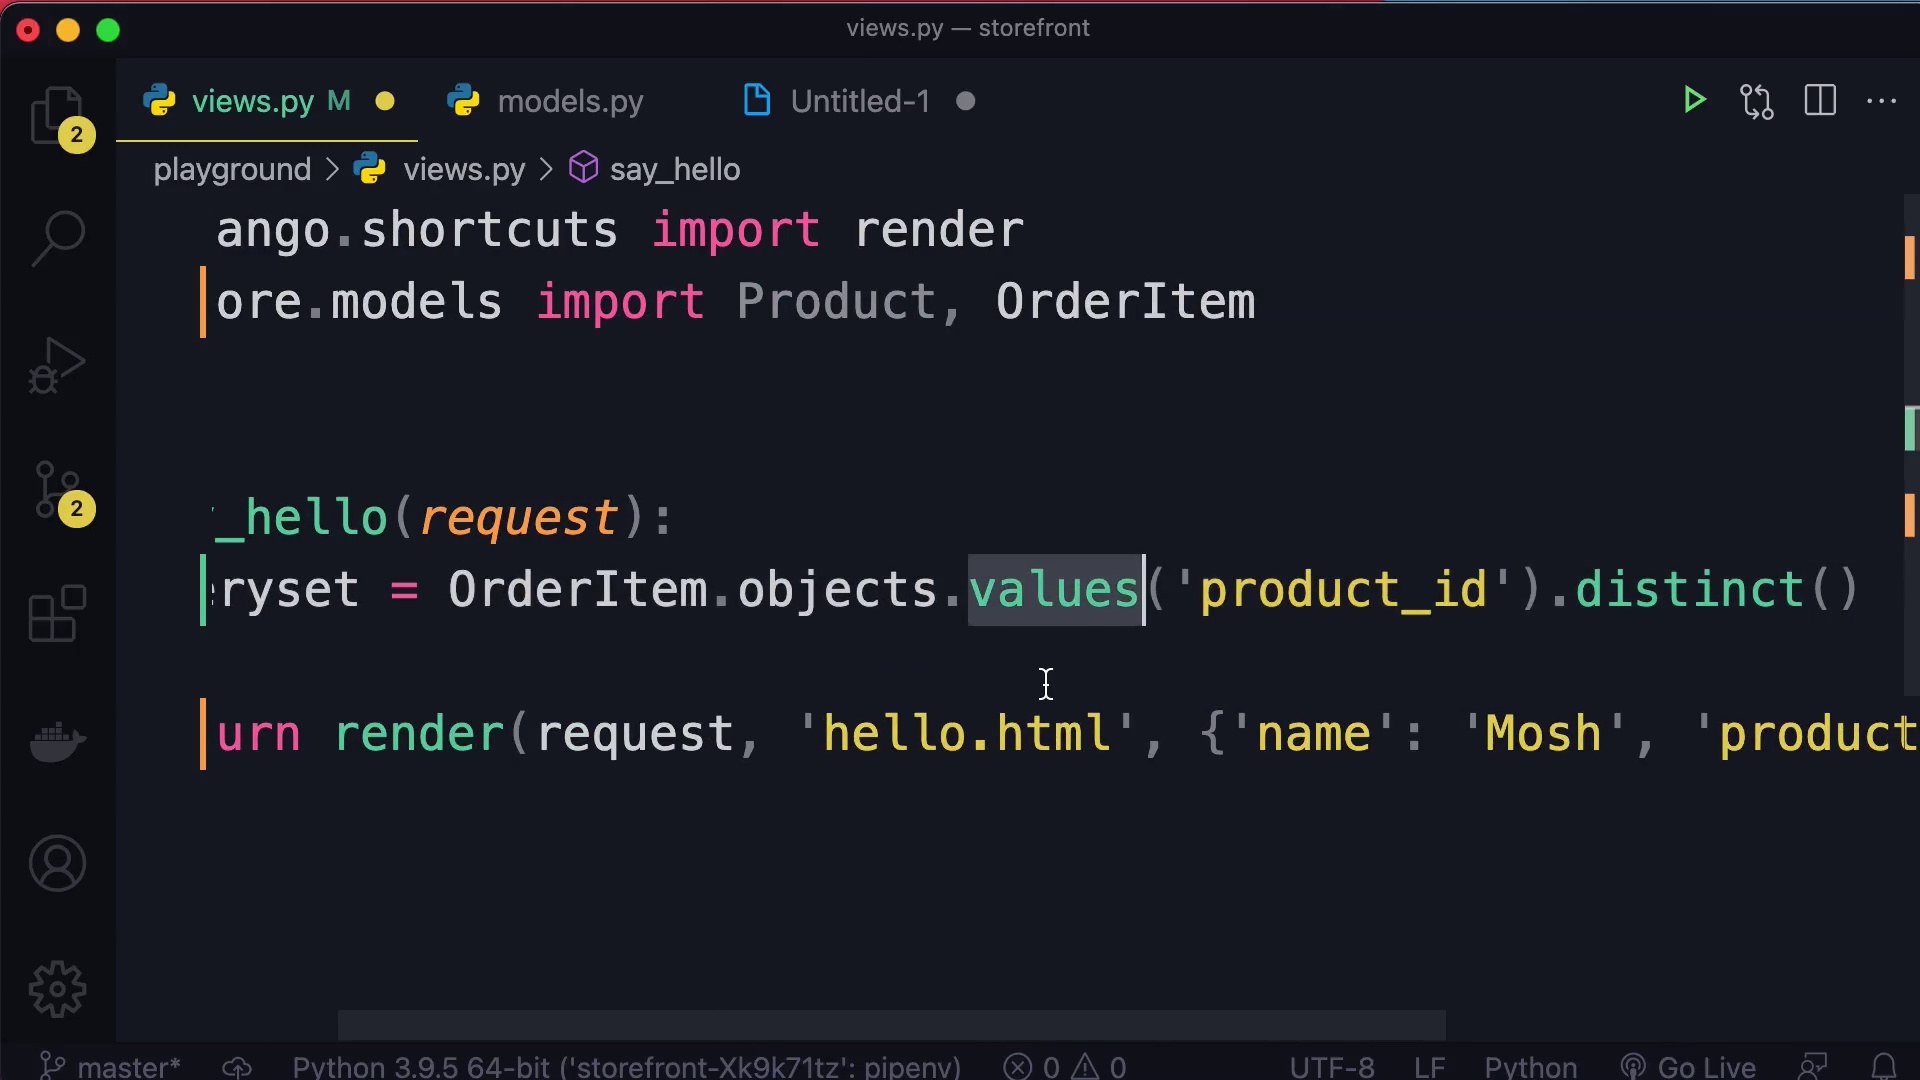 views.py — storefront
views.py M models.py Untitled-1
2
playground > views.py > say_hello
ango.shortcuts import render
ore.models import Product, OrderItem
_hello(request):
2
eryset = OrderItem.objects.values('product_id').distinct()
urn render(request, 'hello.html', {'name': 'Mosh', 'product
master* Python 3.9.5 64-bit ('storefront-Xk9k71tz': pipenv) 0 0 UTF-8 LF Python Go Live